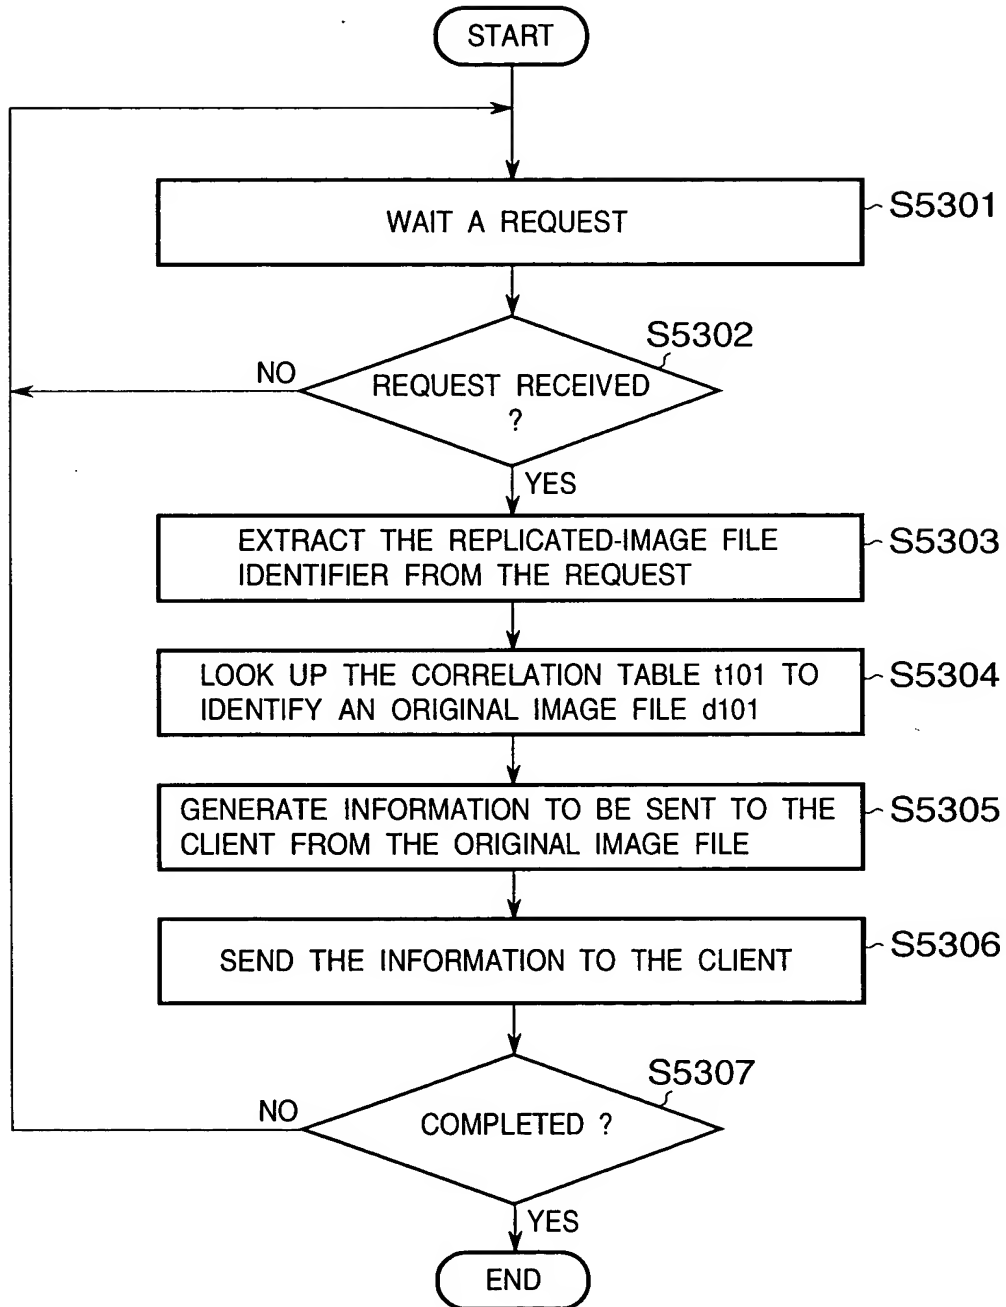 START
WAIT A REQUEST
S5301
S5302
NO
REQUEST RECEIVED
?
YES
EXTRACT THE REPLICATED-IMAGE FILE
IDENTIFIER FROM THE REQUEST
S5303
LOOK UP THE CORRELATION TABLE t101 TO
IDENTIFY AN ORIGINAL IMAGE FILE d101
S5304
GENERATE INFORMATION TO BE SENT TO THE
CLIENT FROM THE ORIGINAL IMAGE FILE
S5305
SEND THE INFORMATION TO THE CLIENT
S5306
S5307
NO
COMPLETED ?
YES
END